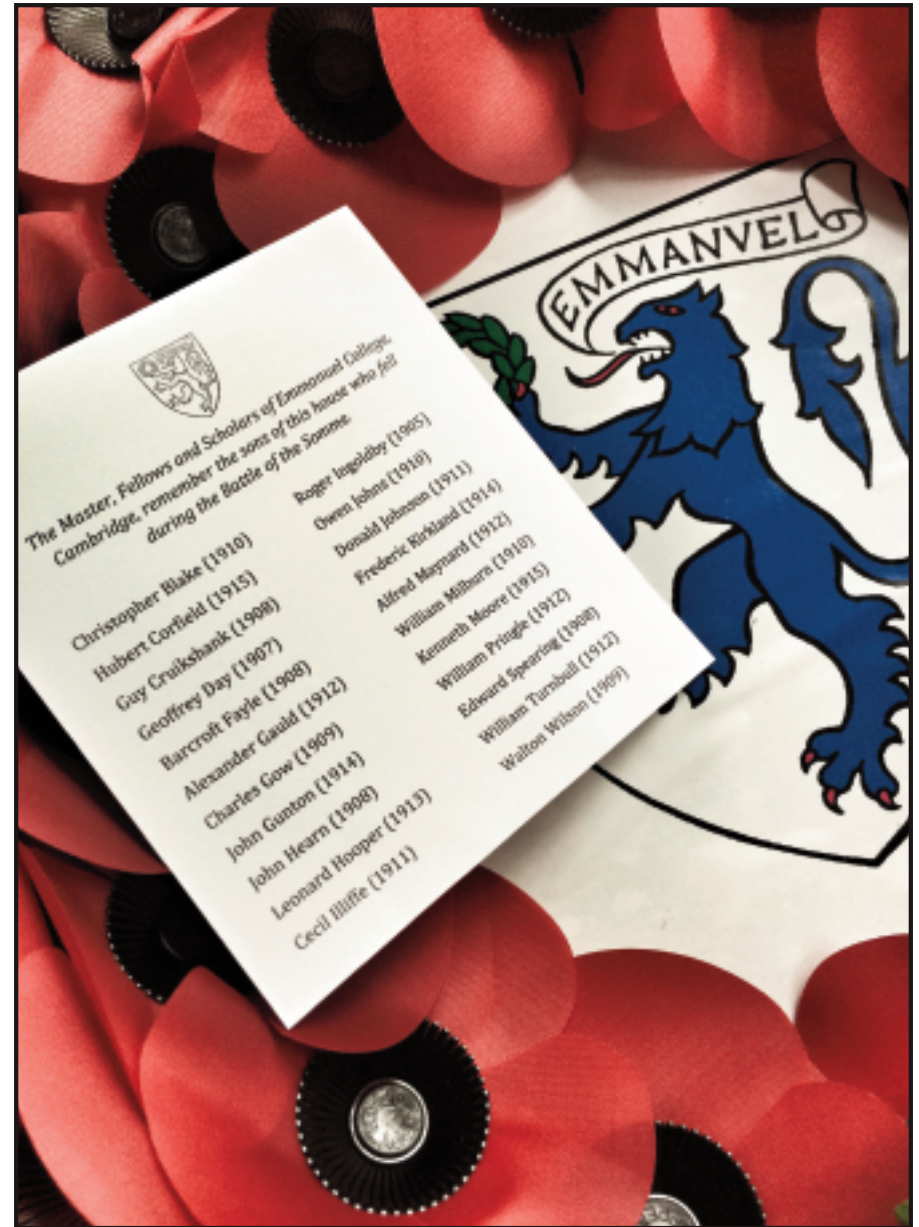 EMMANVEL
The Master, Fellows and Scholars of Emmanuel College,
Cambridge, remember the sons of this house who fell
during the Battle of the Somme.
Christopher Blake (1910)
Hubert Corfield (1915)
Guy Cruikshank (1908)
Geoffrey Day (1907)
Barcroft Fayle (1908)
Alexander Gauld (1912)
Charles Gow (1909)
John Gunton (1914)
John Hearn (1908)
Leonard Hooper (1913)
Cecil Illiffe (1911)
Roger Ingoldby (1905)
Owen Johns (1910)
Donald Johnson (1911)
Frederic Kirkland (1914)
Alfred Maynard (1912)
William Milburn (1910)
Kenneth Moore (1915)
William Pringle (1912)
Edward Spearing (1908)
William Turnbull (1912)
Walton Wilson (1909)